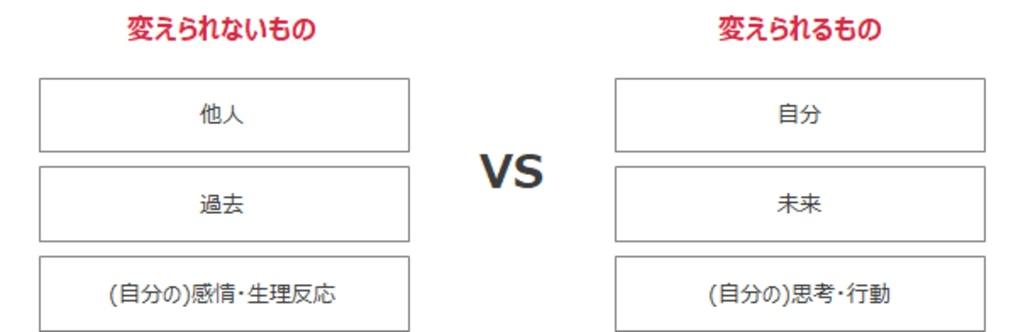 変えられないもの
変えられるもの
他人
過去
(自分の)感情・生理反応
VS
自分
未来
(自分の)思考・行動